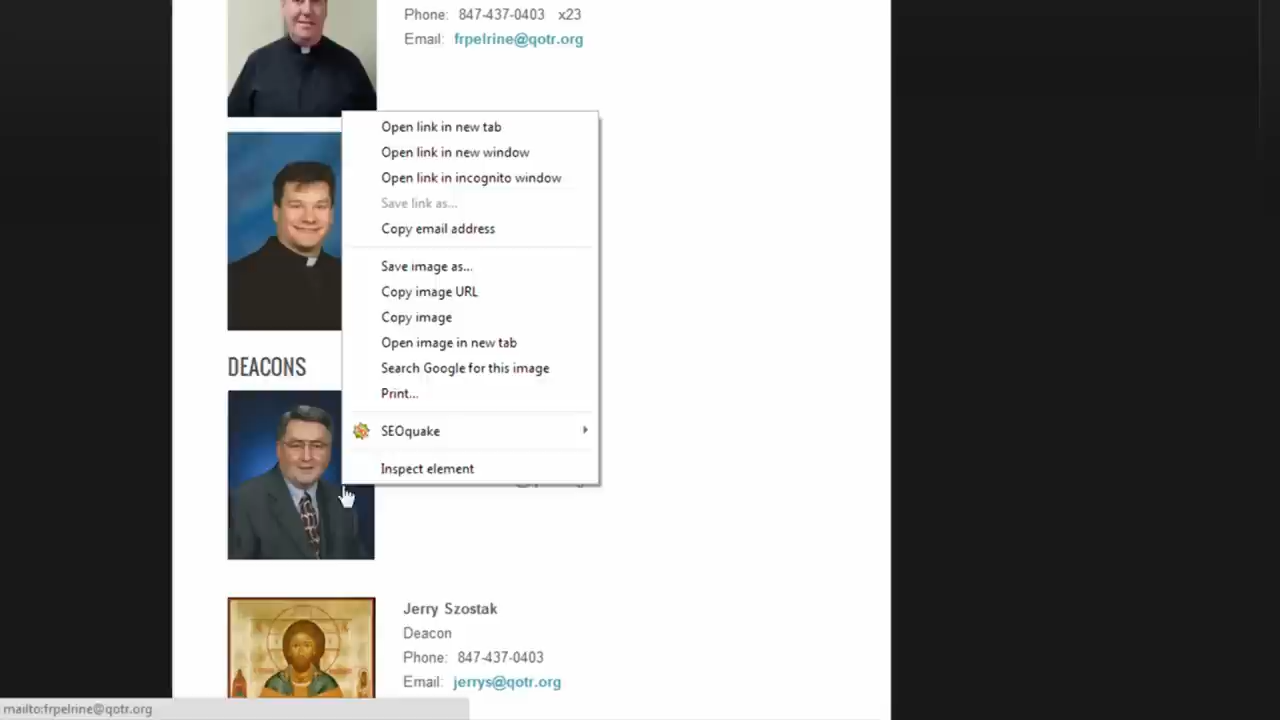 Phone: 847-437-0403 x23
Email: frpelrine@qotr.org
Open link in new tab
Open link in new window
Open link in incognito window
Save link as...
Copy email address
Save image as...
Copy image URL
Copy image
Open image in new tab
Search Google for this image
Print...
SEOquake
Inspect element
DEACONS
Jerry Szostak
Deacon
Phone: 847-437-0403
Email: jerrys@qotr.org
mailto:frpelrine@qotr.org